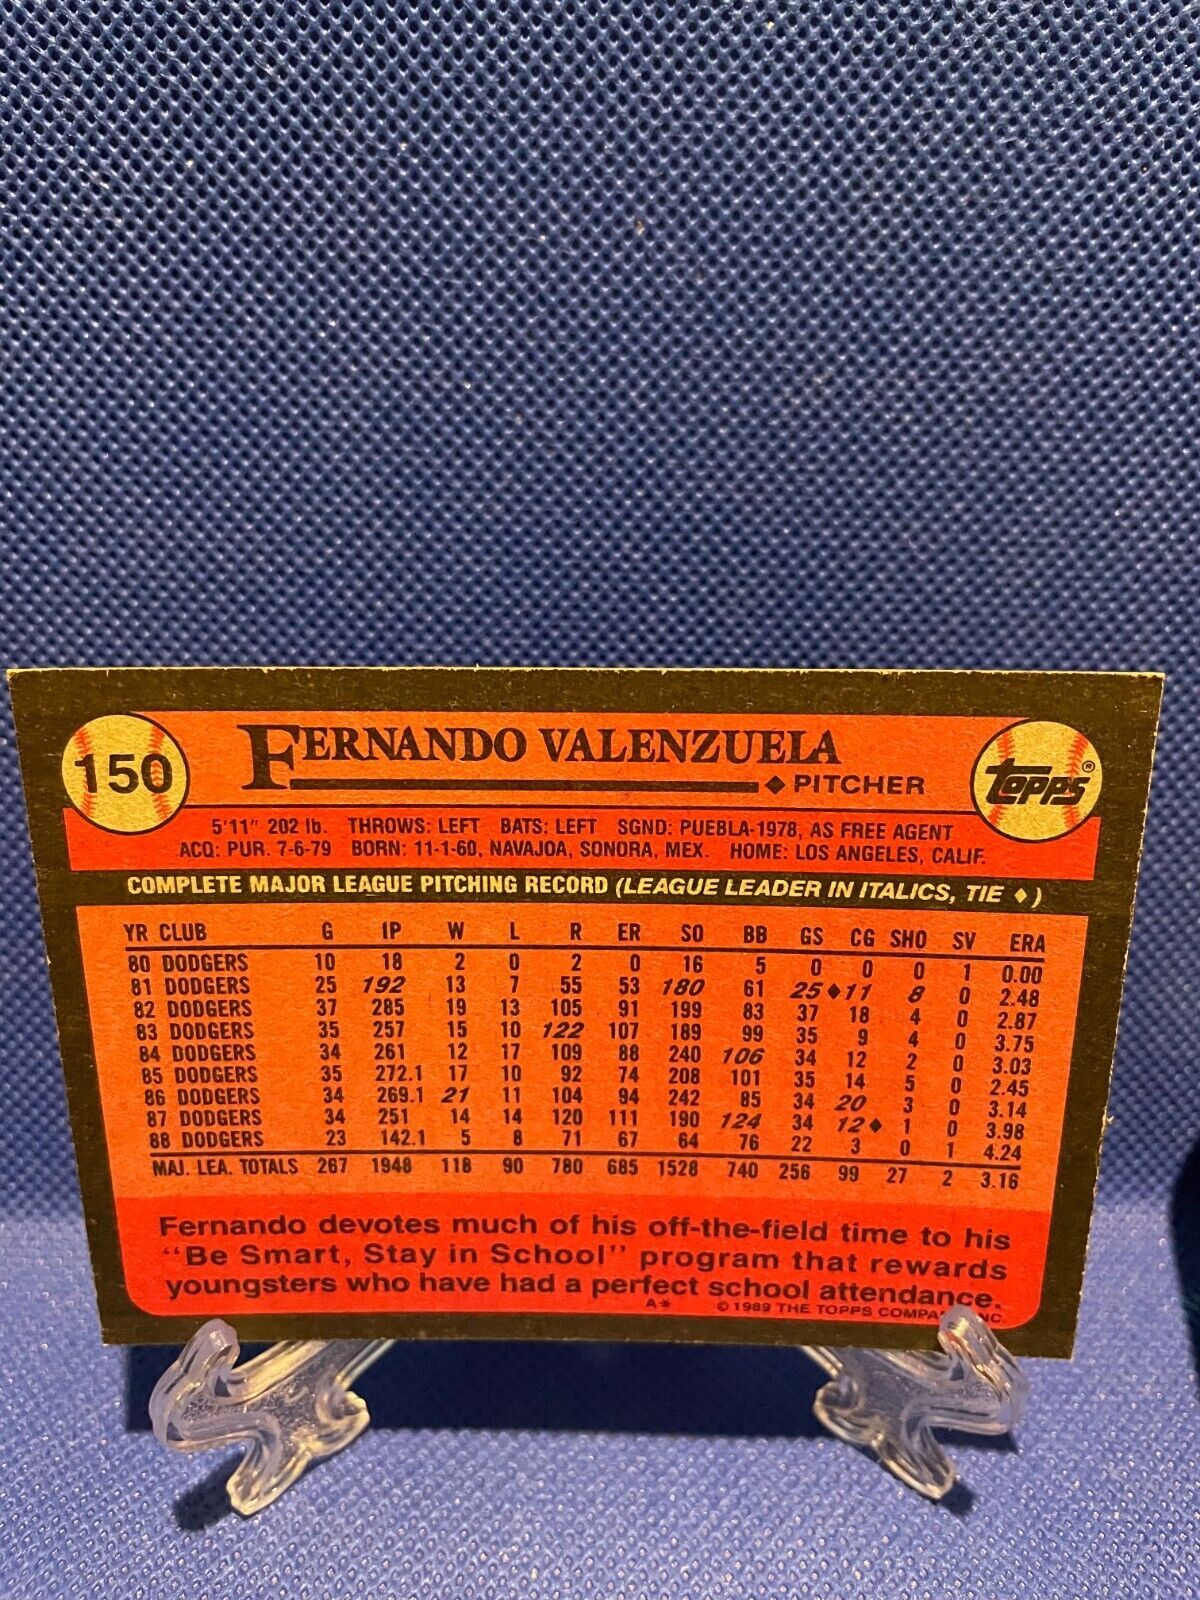 150
FERNANDO VALENZUELA
♦ PITCHER
TOPPS®
5'11" 202 lb. THROWS: LEFT BATS: LEFT SGND: PUEBLA-1978, AS FREE AGENT
ACQ: PUR. 7-6-79 BORN: 11-1-60, NAVAJOA, SONORA, MEX. HOME: LOS ANGELES, CALIF.
COMPLETE MAJOR LEAGUE PITCHING RECORD (LEAGUE LEADER IN ITALICS, TIE ♦)
YR CLUB G IP W L R ER SO BB GS CG SHO SV ERA
80 DODGERS 10 18 2 0 2 0 16 5 0 0 0 1 0.00
81 DODGERS 25 192 13 7 55 53 180 61 25♦ 11 8 0 2.48
82 DODGERS 37 285 19 13 105 91 199 83 37 18 4 0 2.87
83 DODGERS 35 257 15 10 122 107 189 99 35 9 4 0 3.75
84 DODGERS 34 261 12 17 109 88 240 106 34 12 2 0 3.03
85 DODGERS 35 272.1 17 10 92 74 208 101 35 14 5 0 2.45
86 DODGERS 34 269.1 21 11 104 94 242 85 34 20 3 0 3.14
87 DODGERS 34 251 14 14 120 111 190 124 34 12♦ 1 0 3.98
88 DODGERS 23 142.1 5 8 71 67 64 76 22 3 0 1 4.24
MAJ. LEA. TOTALS 267 1948 118 90 780 685 1528 740 256 99 27 2 3.16
Fernando devotes much of his off-the-field time to his
"Be Smart, Stay in School" program that rewards
youngsters who have had a perfect school attendance.
A* ©1989 THE TOPPS COMPA NC.